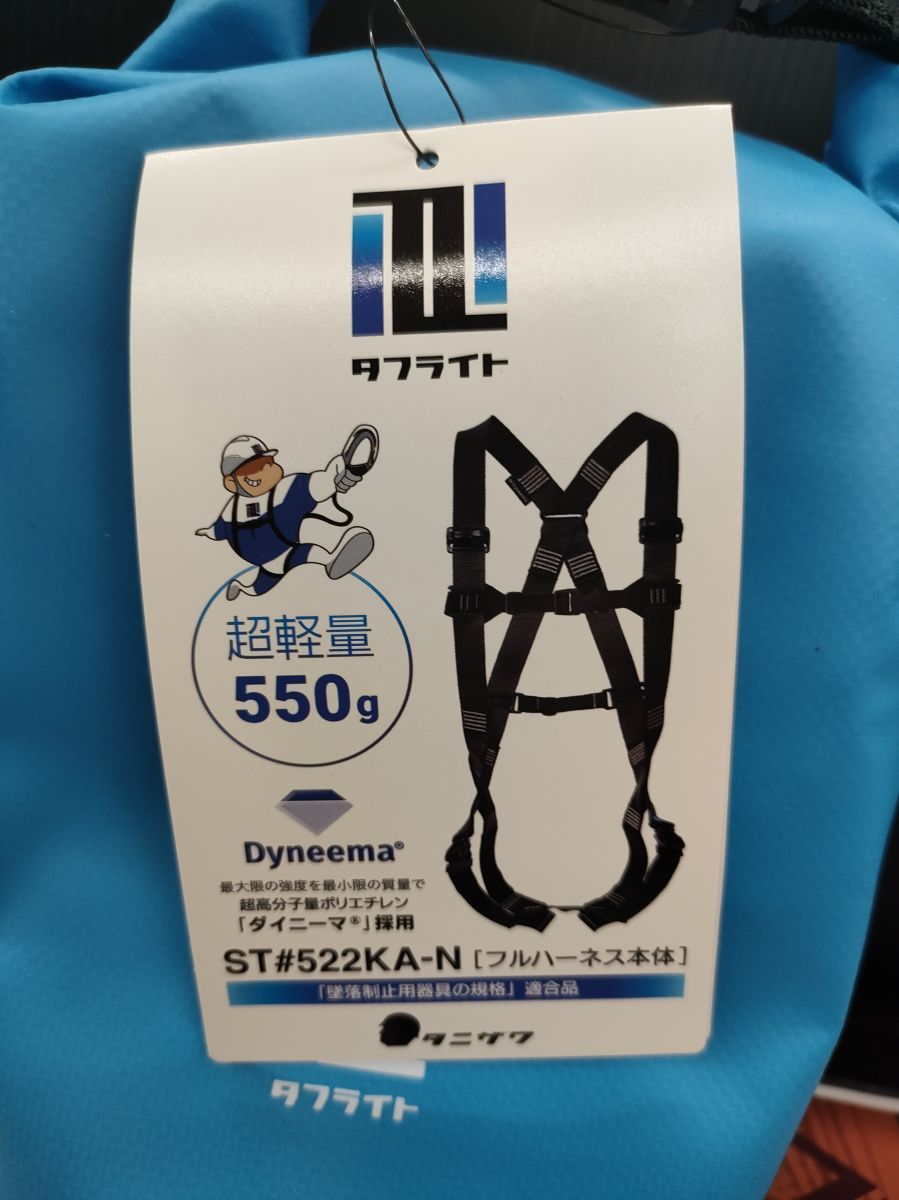 タフライト
超軽量
550g
Dyneema®
最大限の強度を最小限の質量で
超高分子量ポリエチレン
「ダイニーマ®」採用
ST#522KA-N [フルハーネス本体]
「墜落制止用器具の規格」適合品
タニザワ
タフライト